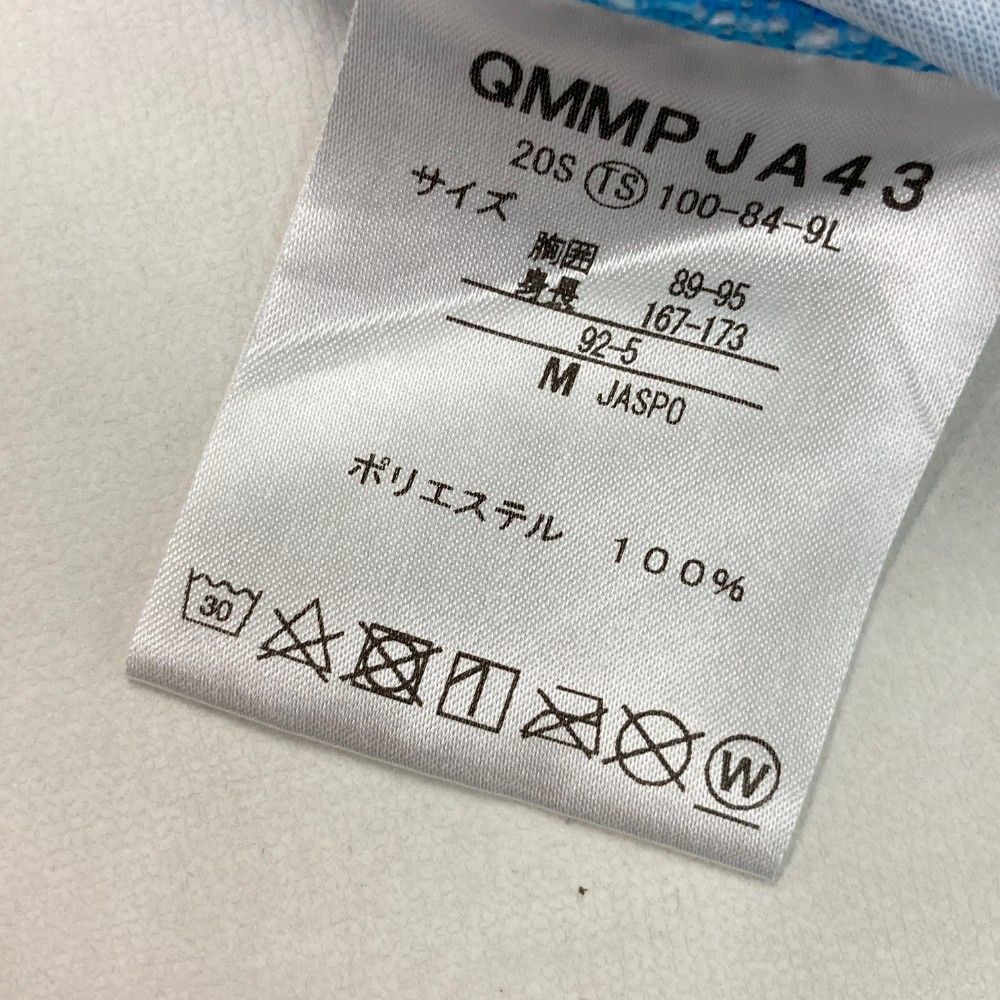 QMMPJA43
20S TS 100-84-9L
サイズ
胸囲 89-95
身長 167-173
92-5
M JASPO
ポリエステル 100%
30
W